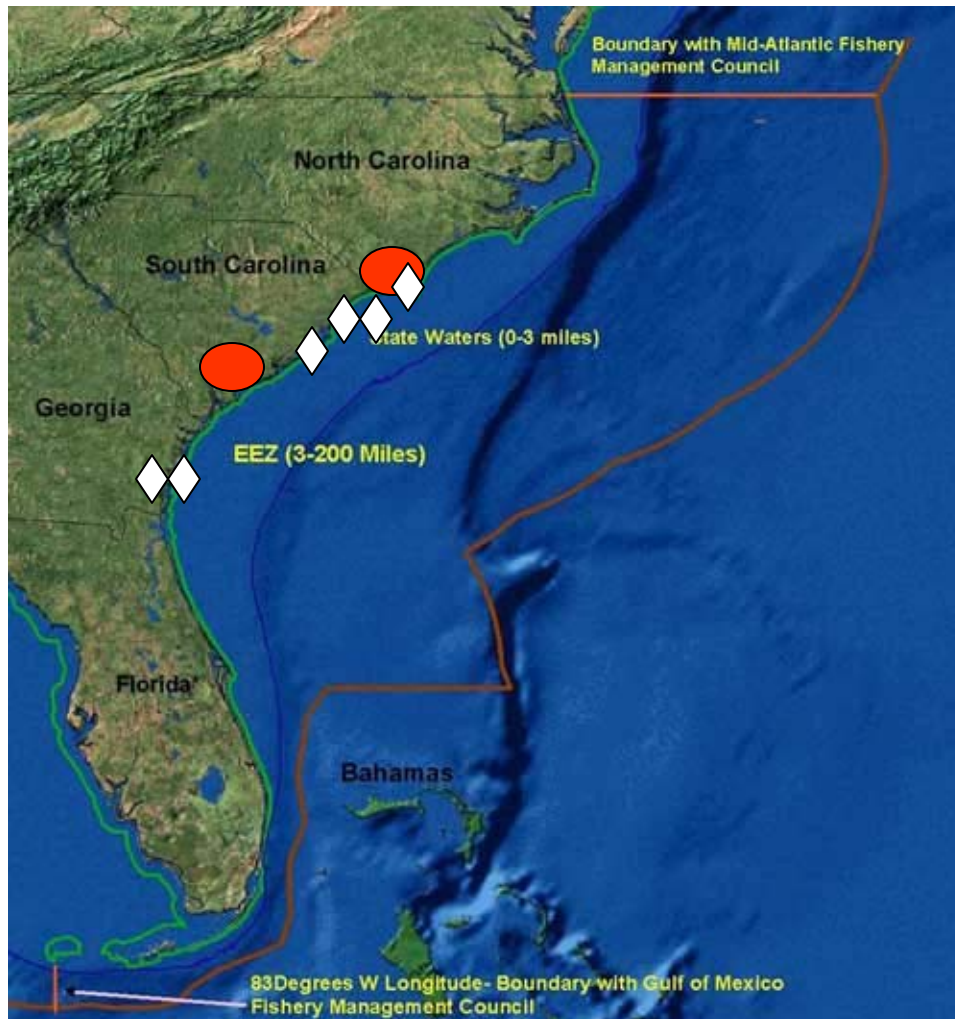 Boundary with Mid-Atlantic Fishery
Management Council
North Carolina
South Carolina
State Waters (0-3 miles)
Georgia
EEZ (3-200 Miles)
Florida'
Bahamas
83Degrees W Longitude- Boundary with Gulf of Mexico
Fishery Management Council